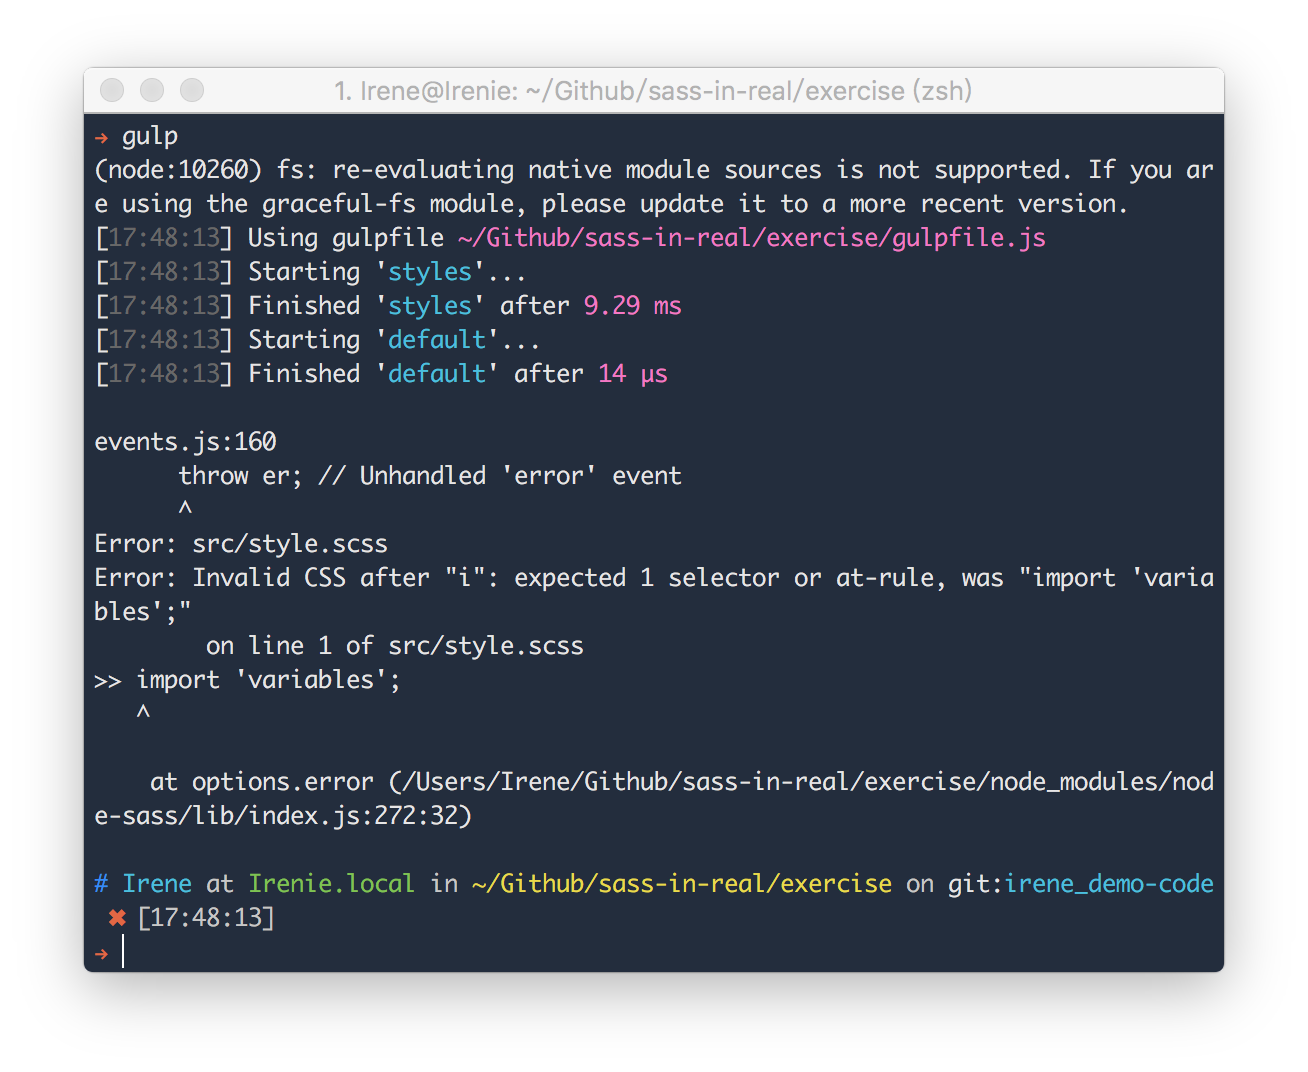 1. Irene@Irenie: ~/Github/sass-in-real/exercise (zsh)
→ gulp
(node:10260) fs: re-evaluating native module sources is not supported. If you ar
e using the graceful-fs module, please update it to a more recent version.
[17:48:13] Using gulpfile ~/Github/sass-in-real/exercise/gulpfile.js
[17:48:13] Starting 'styles'...
[17:48:13] Finished 'styles' after 9.29 ms
[17:48:13] Starting 'default'...
[17:48:13] Finished 'default' after 14 μs

events.js:160
      throw er; // Unhandled 'error' event
      ^
Error: src/style.scss
Error: Invalid CSS after "i": expected 1 selector or at-rule, was "import 'varia
bles';"
        on line 1 of src/style.scss
>> import 'variables';
   ^

    at options.error (/Users/Irene/Github/sass-in-real/exercise/node_modules/nod
e-sass/lib/index.js:272:32)

# Irene at Irenie.local in ~/Github/sass-in-real/exercise on git:irene_demo-code
 ✖ [17:48:13]
→